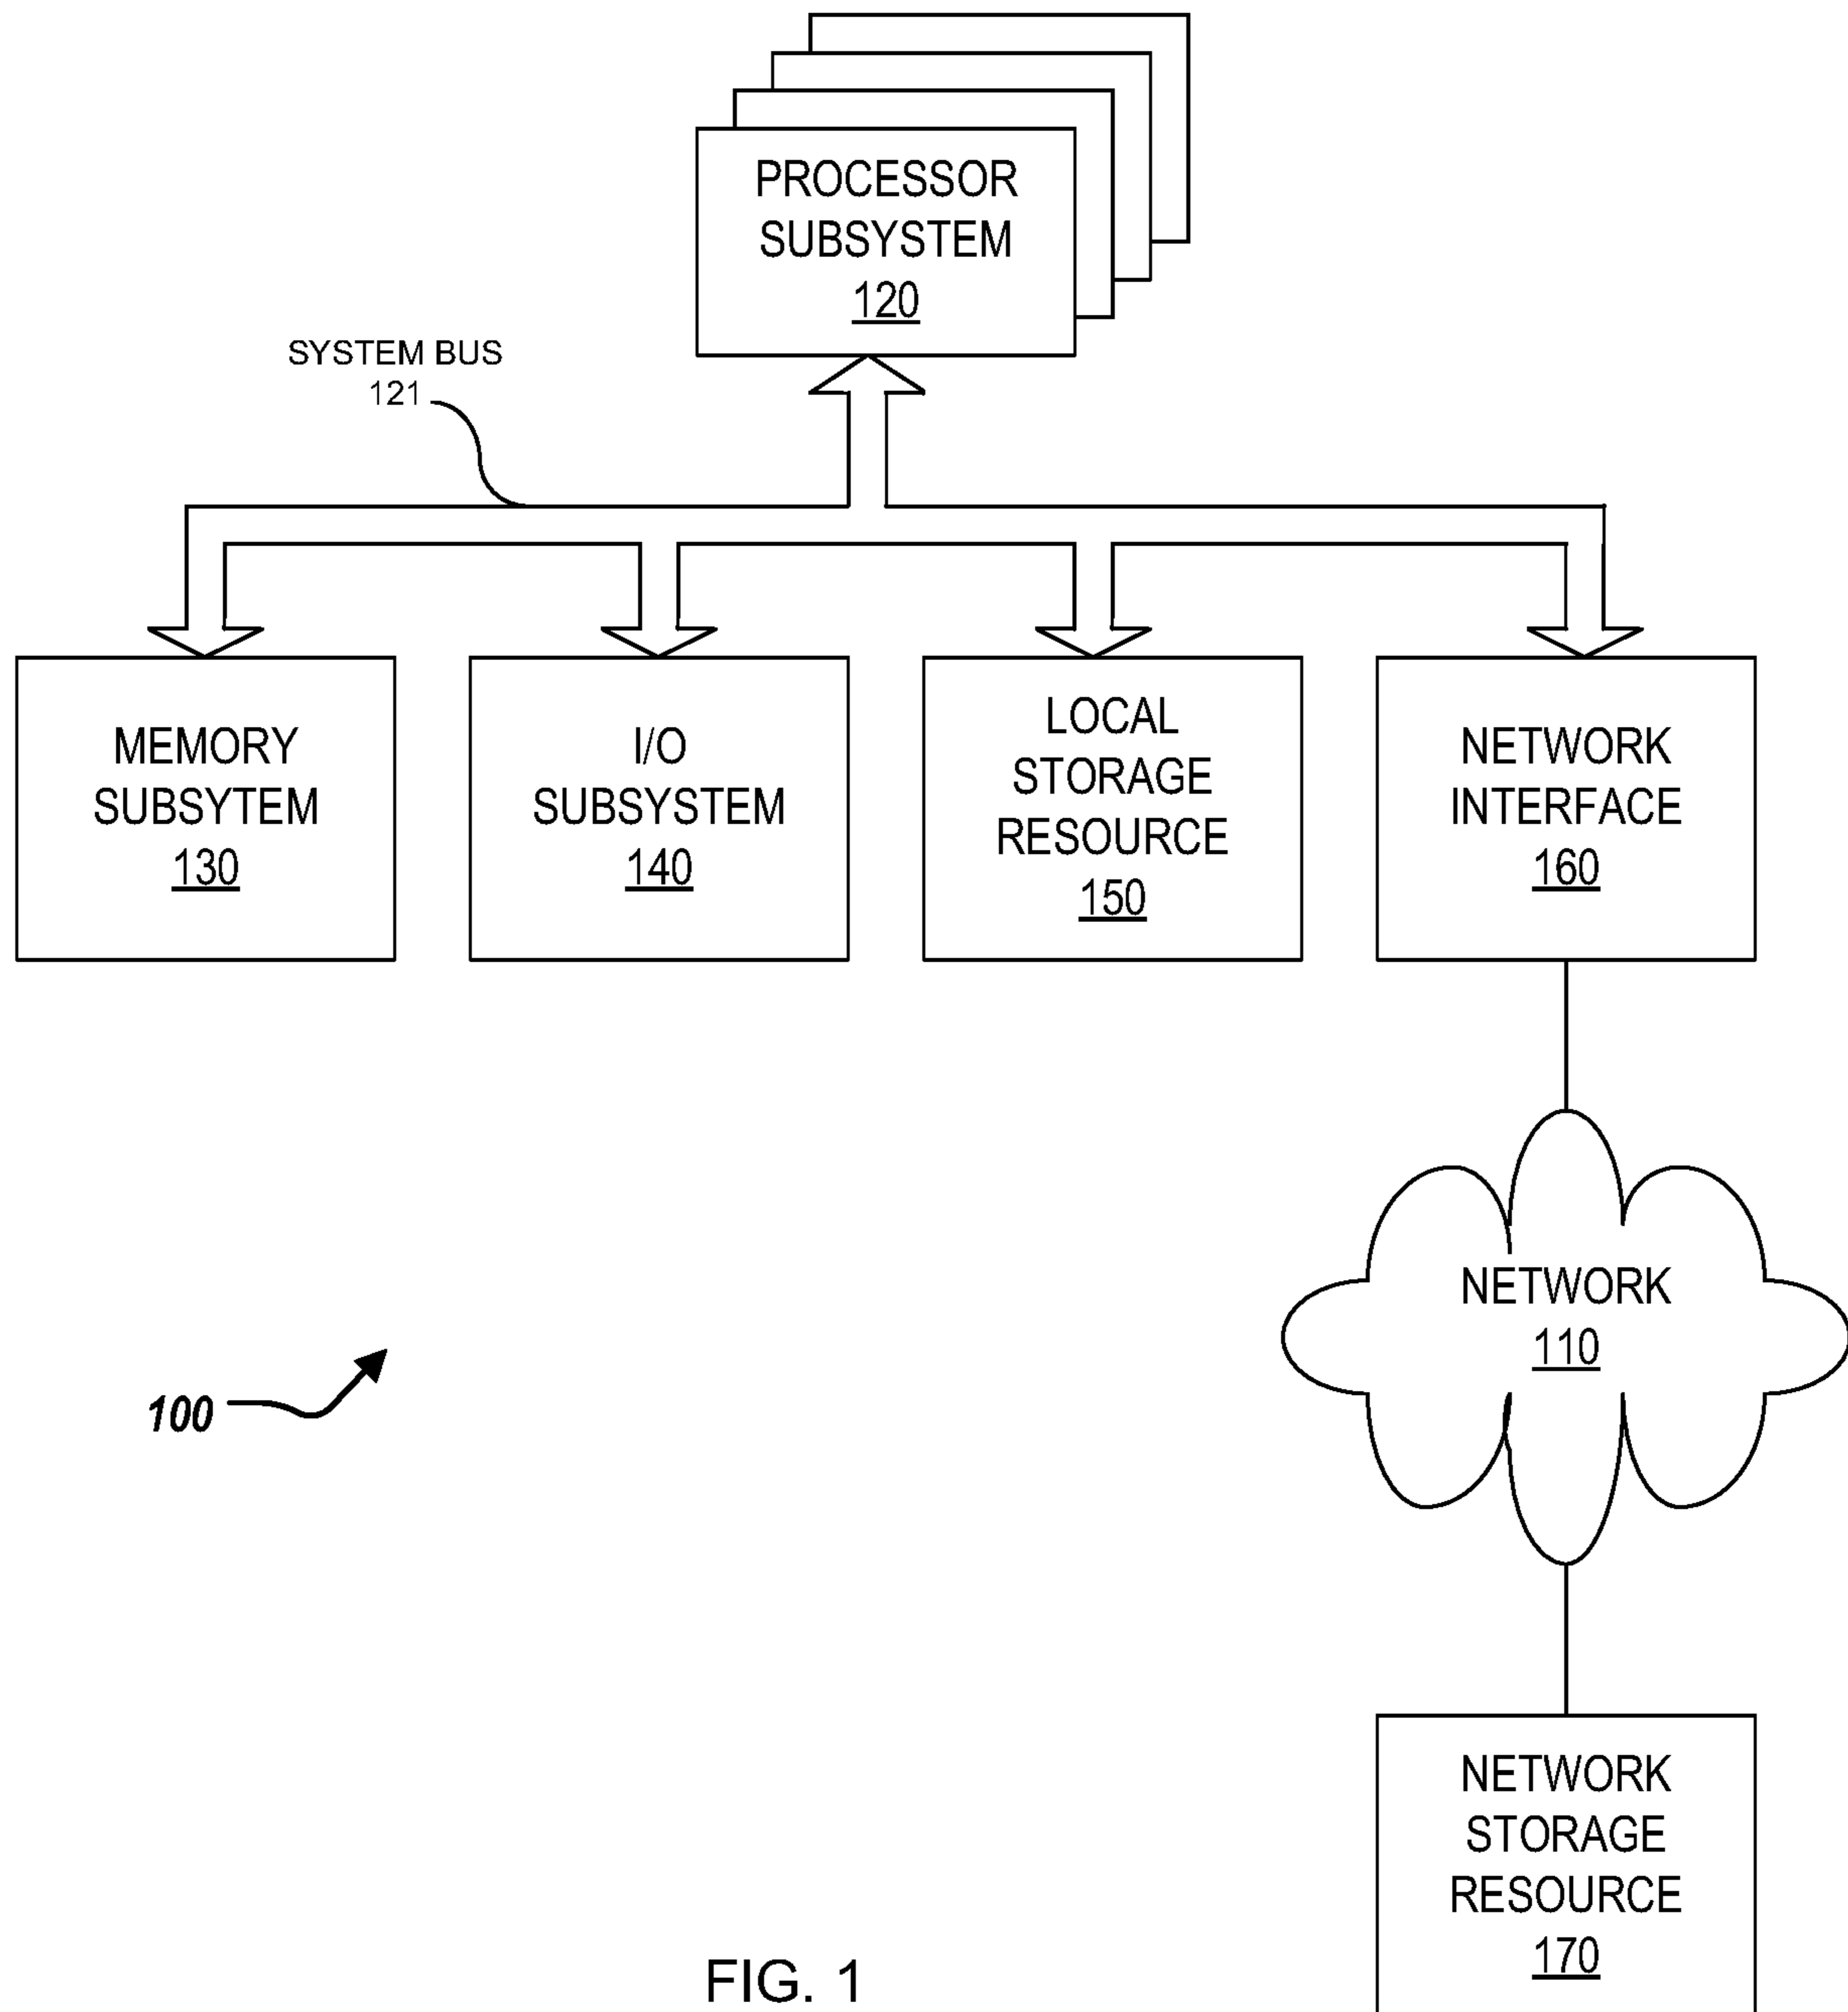 PROCESSOR
SUBSYSTEM
120
SYSTEM BUS
121
MEMORY
SUBSYTEM
130
I/O
SUBSYSTEM
140
LOCAL
STORAGE
RESOURCE
150
NETWORK
INTERFACE
160
NETWORK
110
100
NETWORK
STORAGE
RESOURCE
170
FIG. 1